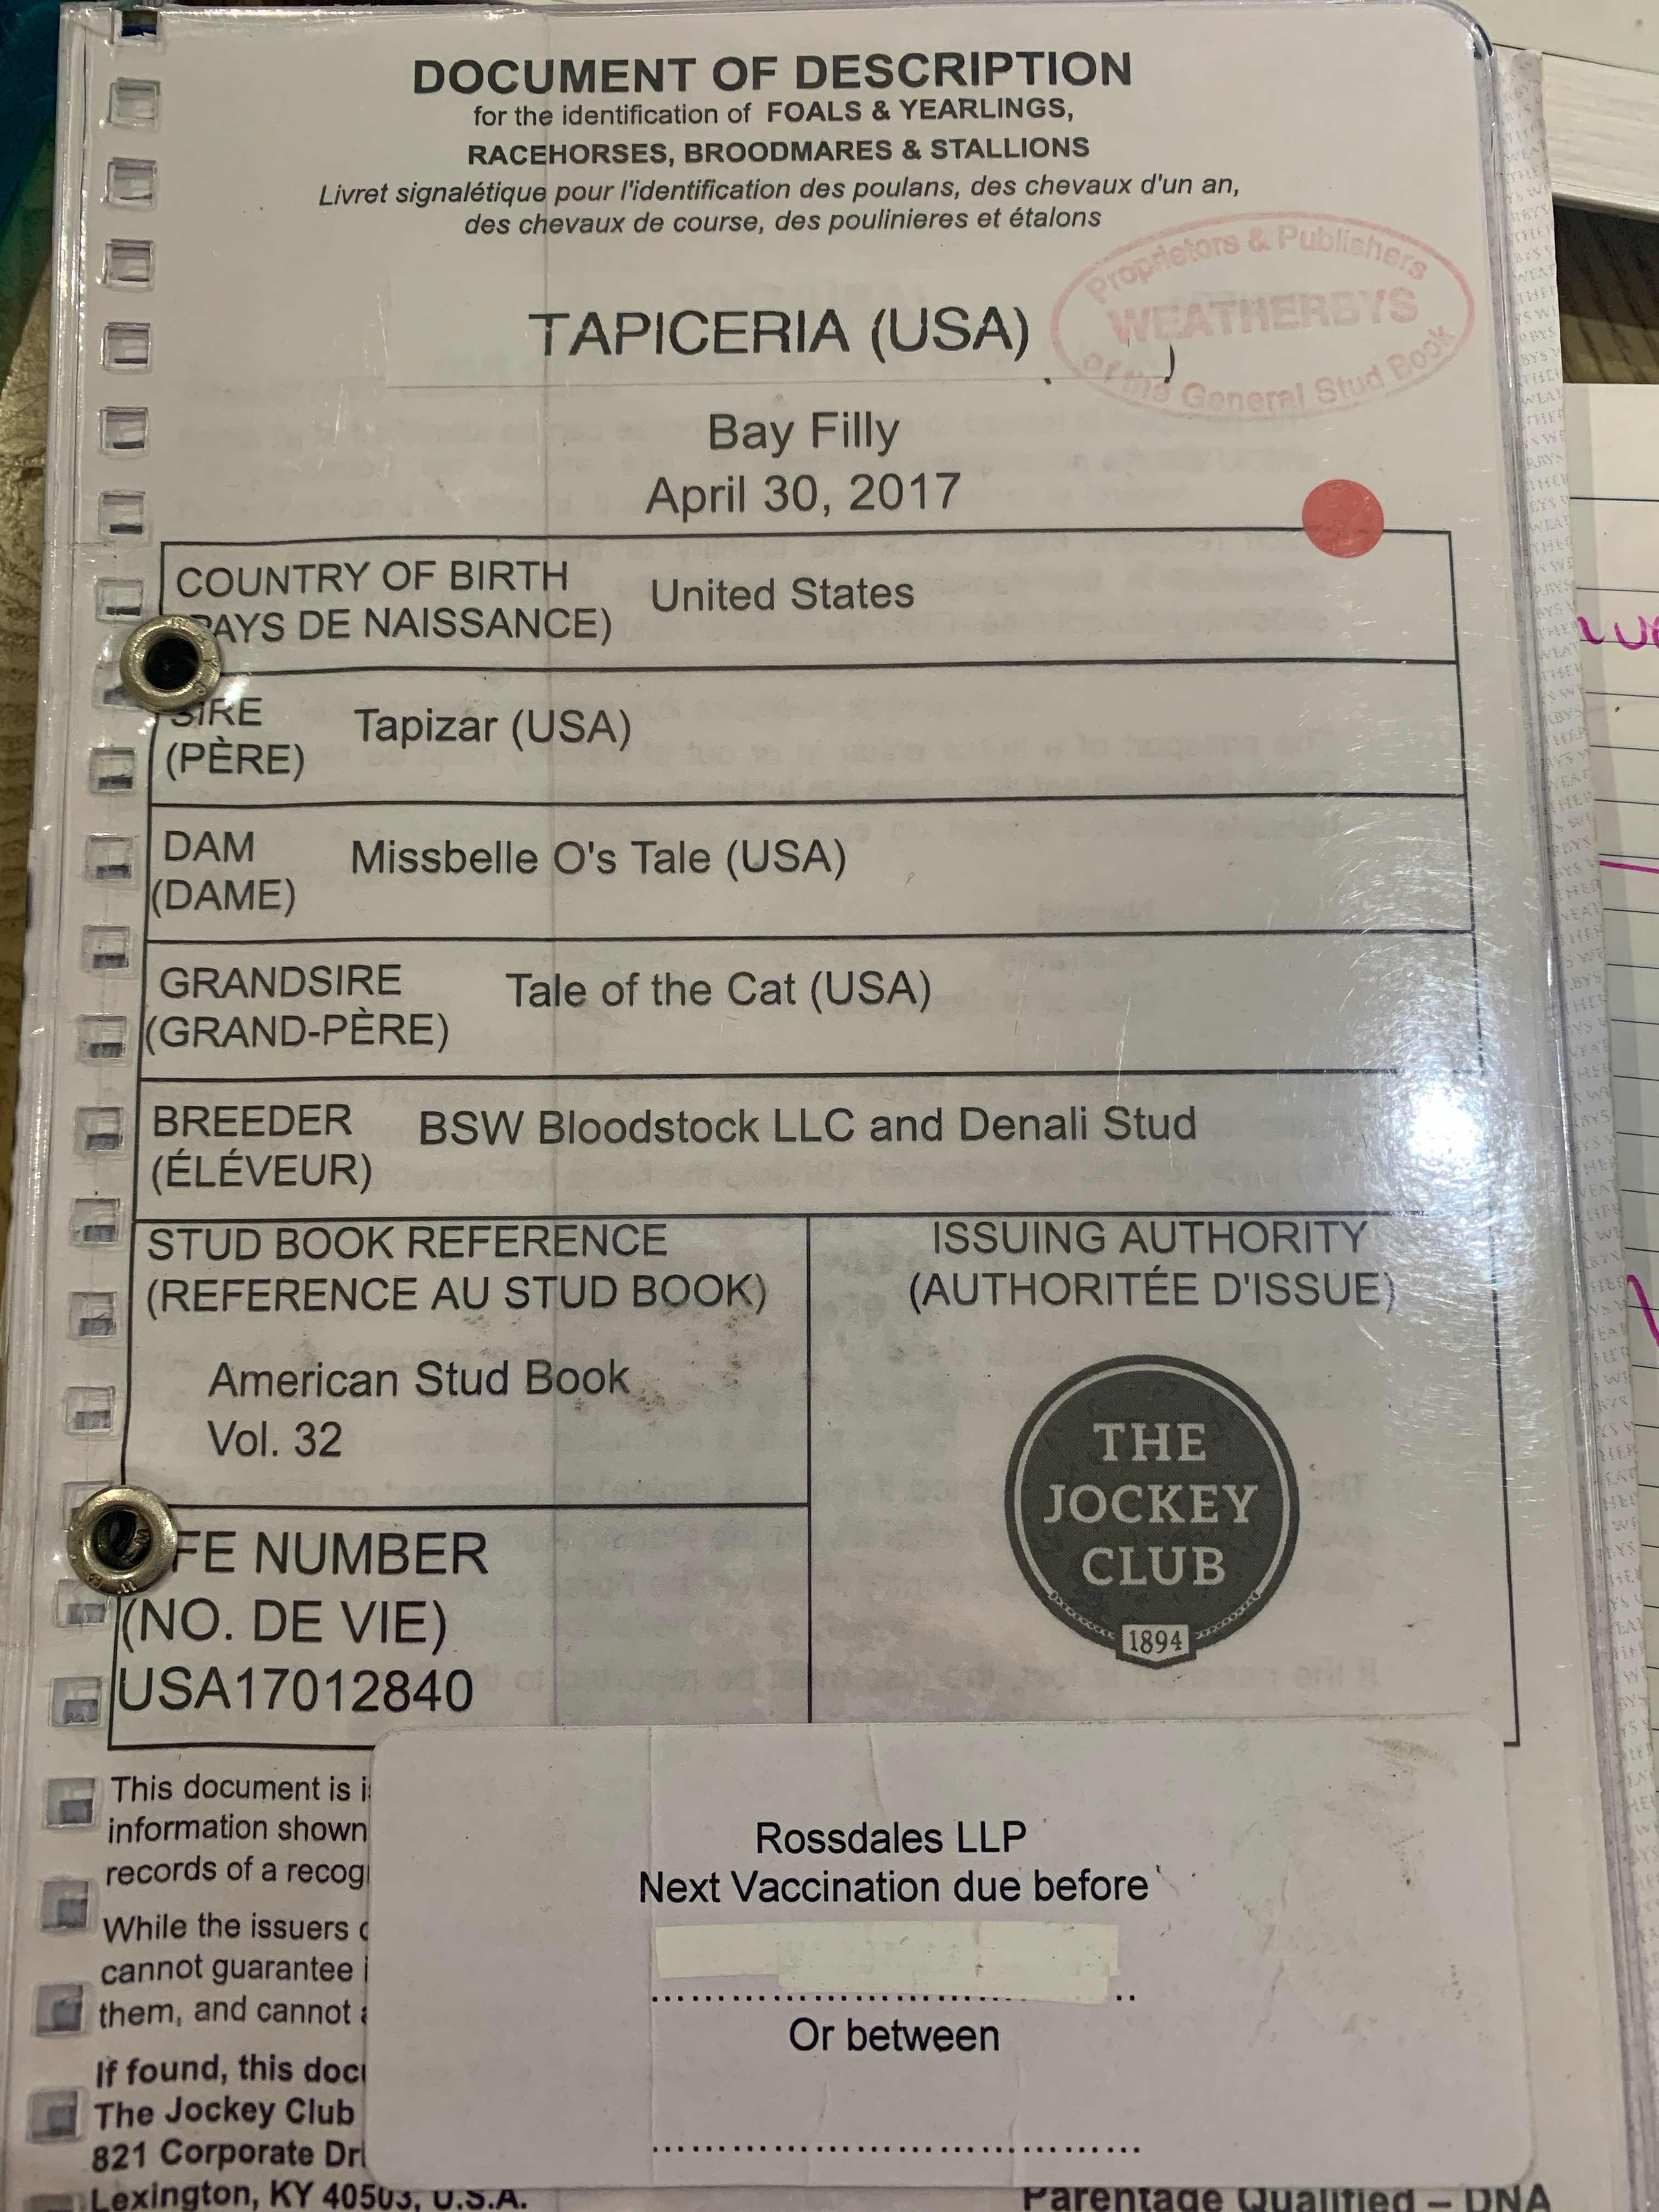 DOCUMENT OF DESCRIPTION
for the identification of FOALS & YEARLINGS,
RACEHORSES, BROODMARES & STALLIONS
Livret signalétique pour l'identification des poulans, des chevaux d'un an,
des chevaux de course, des poulinieres et étalons
Proprietors & Publishers
WEATHERBYS
of the General Stud Book
TAPICERIA (USA)
Bay Filly
April 30, 2017
COUNTRY OF BIRTH United States
PAYS DE NAISSANCE)
SIRE Tapizar (USA)
(PÈRE)
DAM Missbelle O's Tale (USA)
(DAME)
GRANDSIRE Tale of the Cat (USA)
(GRAND-PÈRE)
BREEDER BSW Bloodstock LLC and Denali Stud
(ÉLÉVEUR)
STUD BOOK REFERENCE
(REFERENCE AU STUD BOOK)
American Stud Book
Vol. 32
ISSUING AUTHORITY
(AUTHORITÉE D'ISSUE)
THE
JOCKEY
CLUB
1894
FE NUMBER
(NO. DE VIE)
USA17012840
This document is
information shown
records of a
While the issuers
cannot guarantee
them, and cannot
If found, this
The Jockey Club
821 Corporate
Lexington, KY 40503, U.S.A.
Rossdales LLP
Next Vaccination due before
Or between
Parentage Qualified – DNA